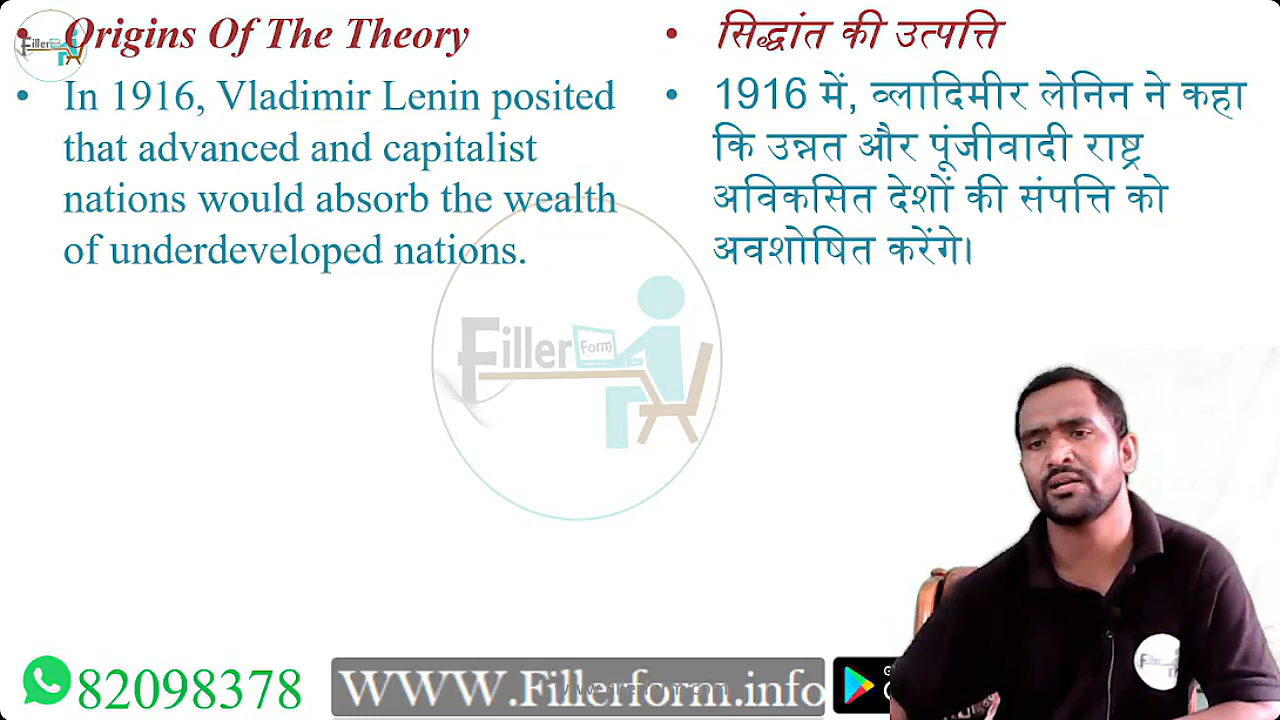 Origins Of The Theory
In 1916, Vladimir Lenin posited
that advanced and capitalist
nations would absorb the wealth
of underdeveloped nations.
सिद्धांत की उत्पत्ति
1916 में, व्लादिमीर लेनिन ने कहा
कि उन्नत और पूंजीवादी राष्ट्र
अविकसित देशों की संपत्ति को
अवशोषित करेंगे।
Filler Form
82098378
WWW.Fillerform.info